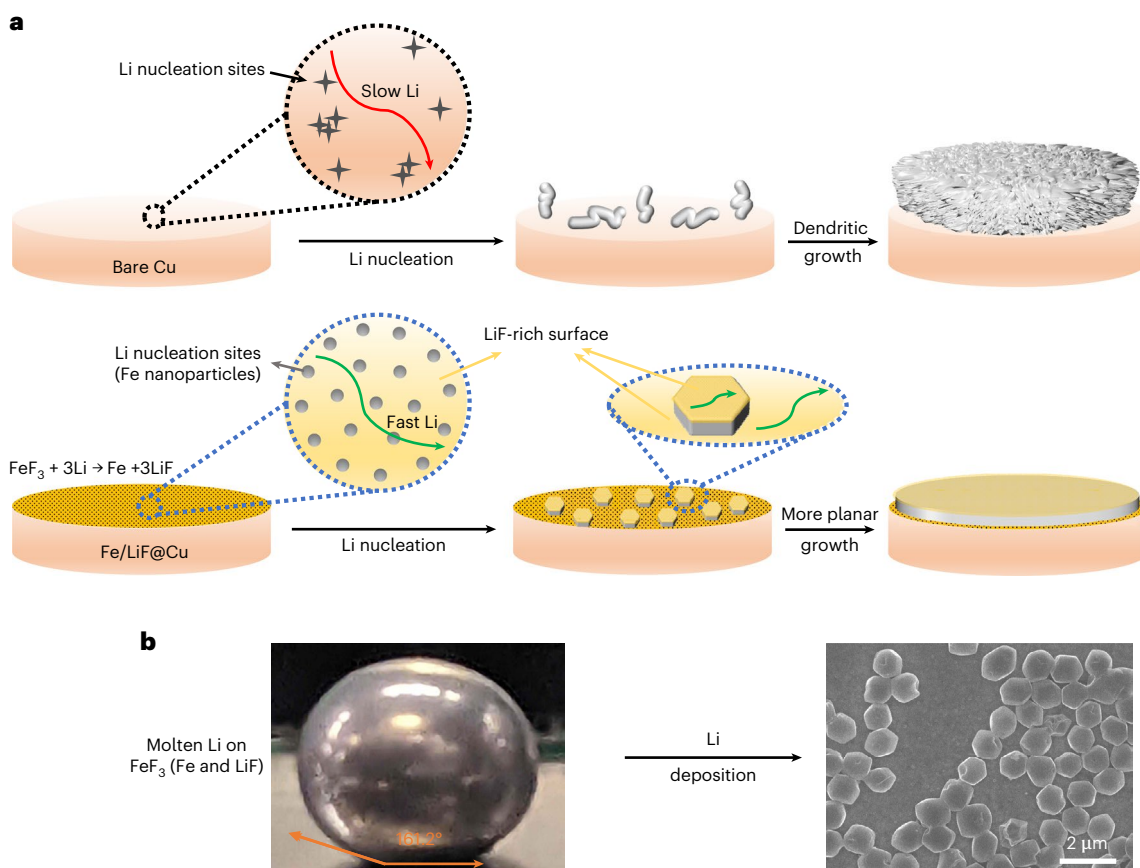 a
Li nucleation sites
Slow Li
Bare Cu
Li nucleation
Dendritic
growth
Li nucleation sites
(Fe nanoparticles)
LiF-rich surface
Fast Li
FeF₃ + 3Li → Fe +3LiF
Fe/LiF@Cu
Li nucleation
More planar
growth
b
Molten Li on
FeF₃ (Fe and LiF)
Li
deposition
2 μm